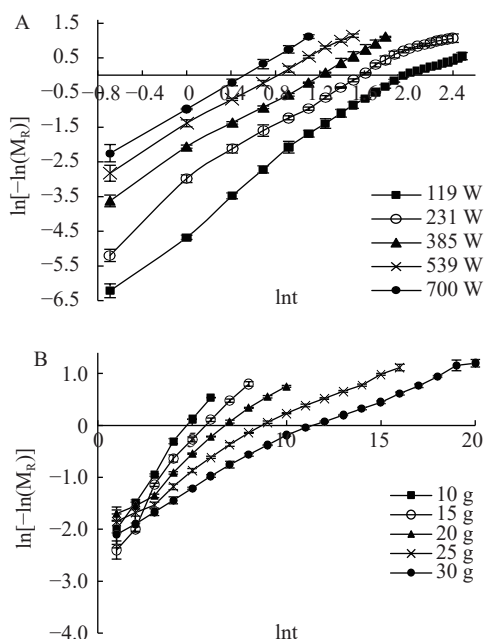 A
1.5
0.5
−0.8
−0.4
0.0
0.4
0.8
1.2
1.6
2.0
2.4
−0.5
−1.5
−2.5
−3.5
−4.5
−5.5
−6.5
ln[−ln(M_R)]
lnt
119 W
231 W
385 W
539 W
700 W
B
1.0
0
0
5
10
15
20
−1.0
−2.0
−3.0
−4.0
ln[−ln(M_R)]
lnt
10 g
15 g
20 g
25 g
30 g